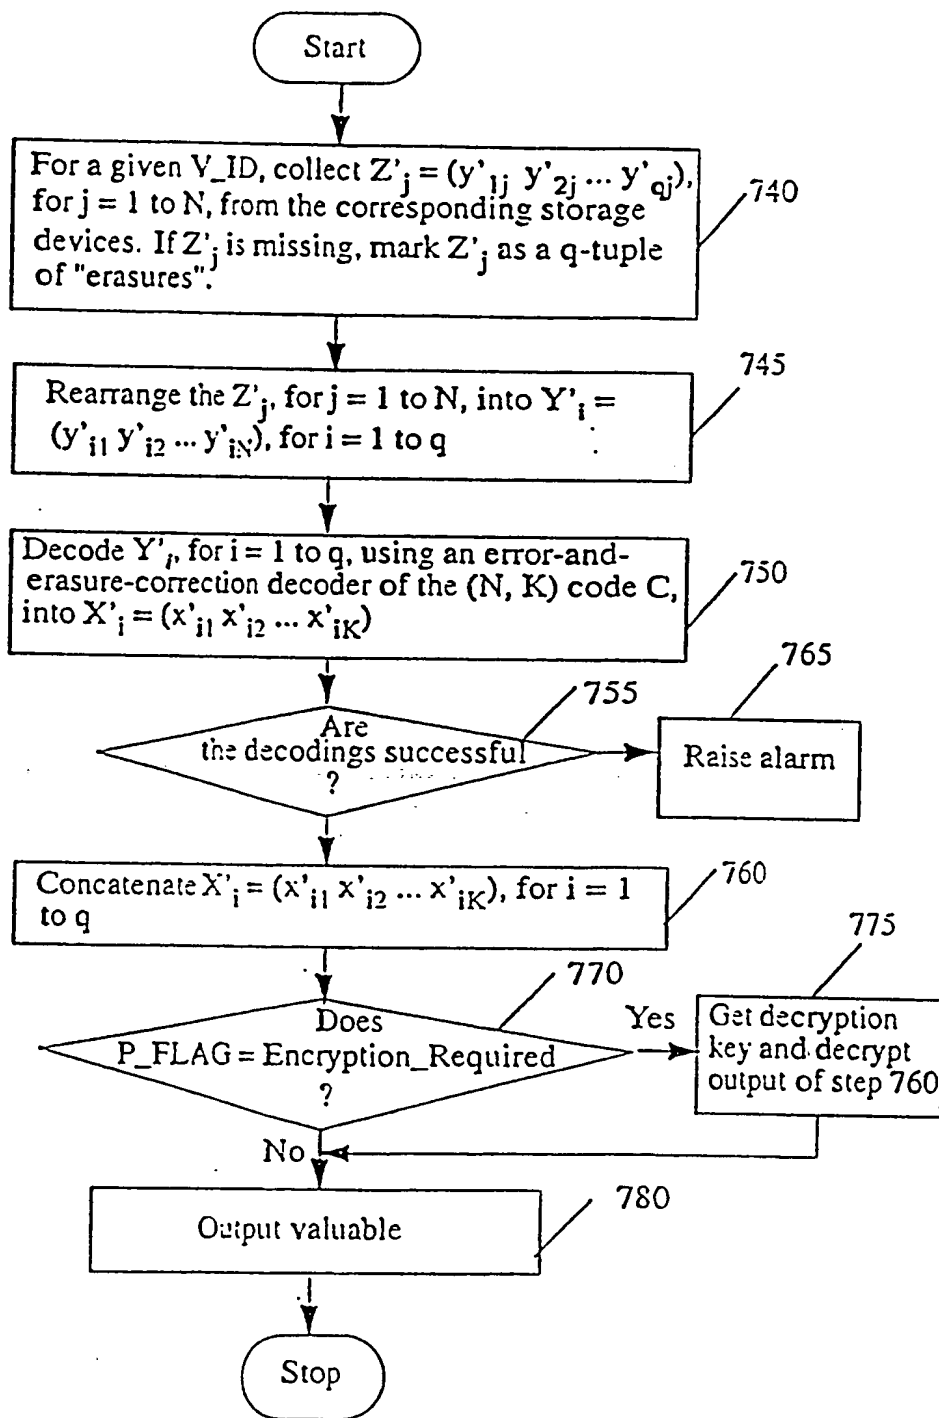 Start
For a given V_ID, collect Z'j = (y'1j y'2j ... y'qj),
for j = 1 to N, from the corresponding storage
devices. If Z'j is missing, mark Z'j as a q-tuple
of "erasures".
740
Rearrange the Z'j, for j = 1 to N, into Y'i =
(y'i1 y'i2 ... y'iN), for i = 1 to q
745
Decode Y'i, for i = 1 to q, using an error-and-
erasure-correction decoder of the (N, K) code C,
into X'i = (x'i1 x'i2 ... x'iK)
750
Are
the decodings successful
?
755
765
Raise alarm
Concatenate X'i = (x'i1 x'i2 ... x'iK), for i = 1
to q
760
Does
P_FLAG = Encryption_Required
?
770
Yes
775
Get decryption
key and decrypt
output of step 760
No
Output valuable
780
Stop